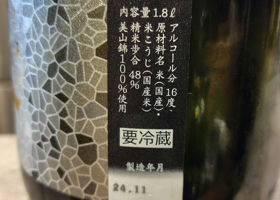 内容量1.8ℓ
アルコール分 16度
原材料名 米(国産)・
米こうじ(国産米)
精米歩合 48%
美山錦100%使用
要冷蔵
製造年月
24.11